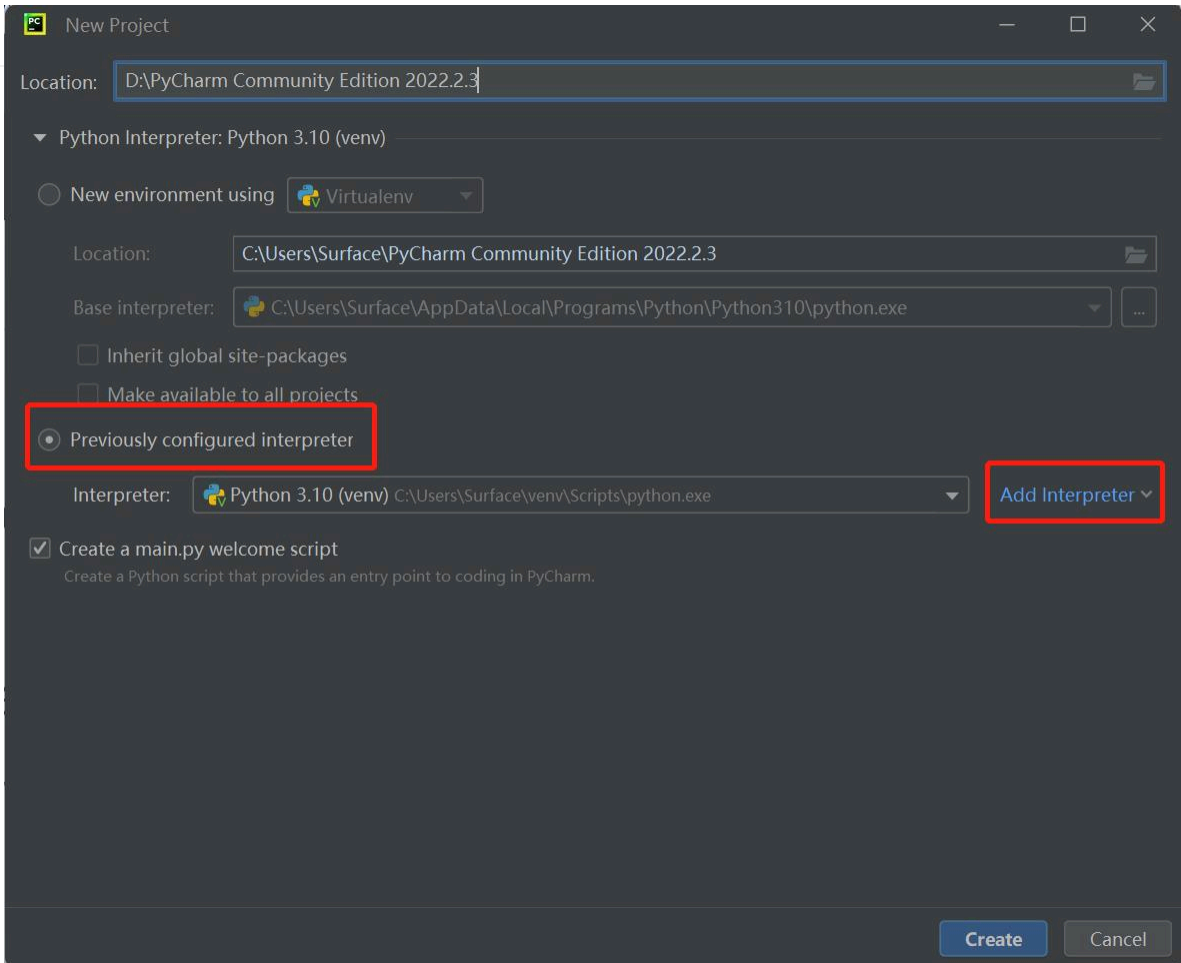 PC New Project
Location: D:\PyCharm Community Edition 2022.2.3
Python Interpreter: Python 3.10 (venv)
New environment using Virtualenv
Location: C:\Users\Surface\PyCharm Community Edition 2022.2.3
Base interpreter: C:\Users\Surface\AppData\Local\Programs\Python\Python310\python.exe ...
Inherit global site-packages
Make available to all projects
Previously configured interpreter
Interpreter: Python 3.10 (venv) C:\Users\Surface\venv\Scripts\python.exe Add Interpreter
Create a main.py welcome script
Create a Python script that provides an entry point to coding in PyCharm.
Create Cancel